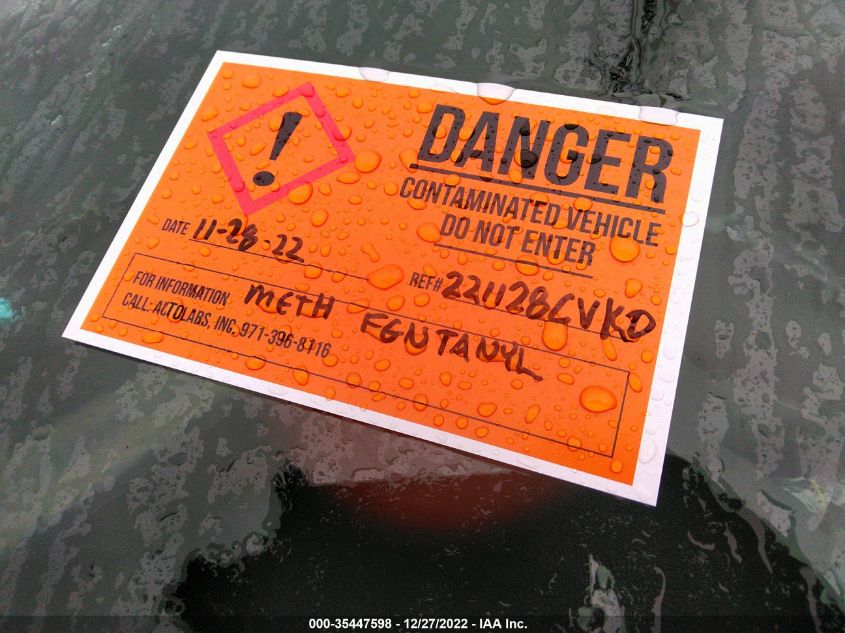 !
DANGER
CONTAMINATED VEHICLE
DO NOT ENTER
DATE 11-28-22
REF# 221128CVKD
FOR INFORMATION
CALL: ACTOLABS, INC. 971-396-8116
METH FGNTANYL
000-35447598 - 12/27/2022 - IAA Inc.